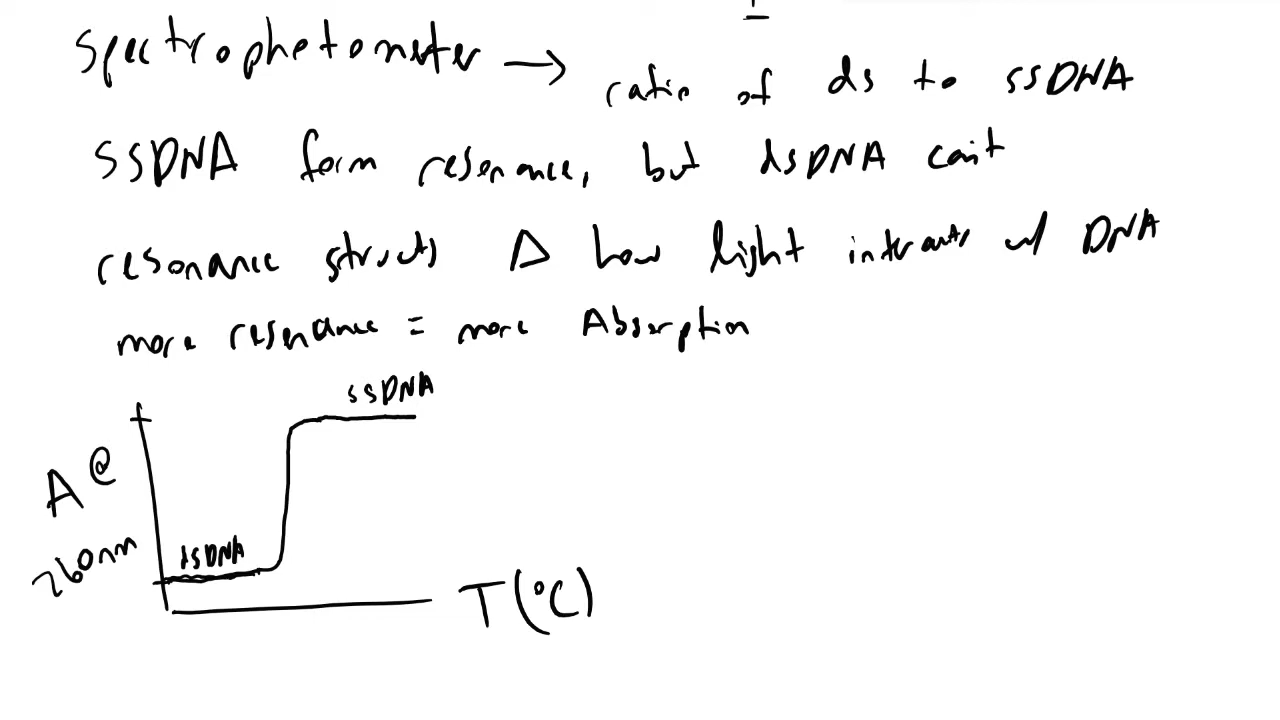 spectrophotometer → ratio of ds to ssDNA
SSDNA form resonance, but dsDNA can't
resonance structs Δ how light interacts w/ DNA
more resonance = more Absorption
SSDNA
A @
260nm
dsDNA
T(°C)